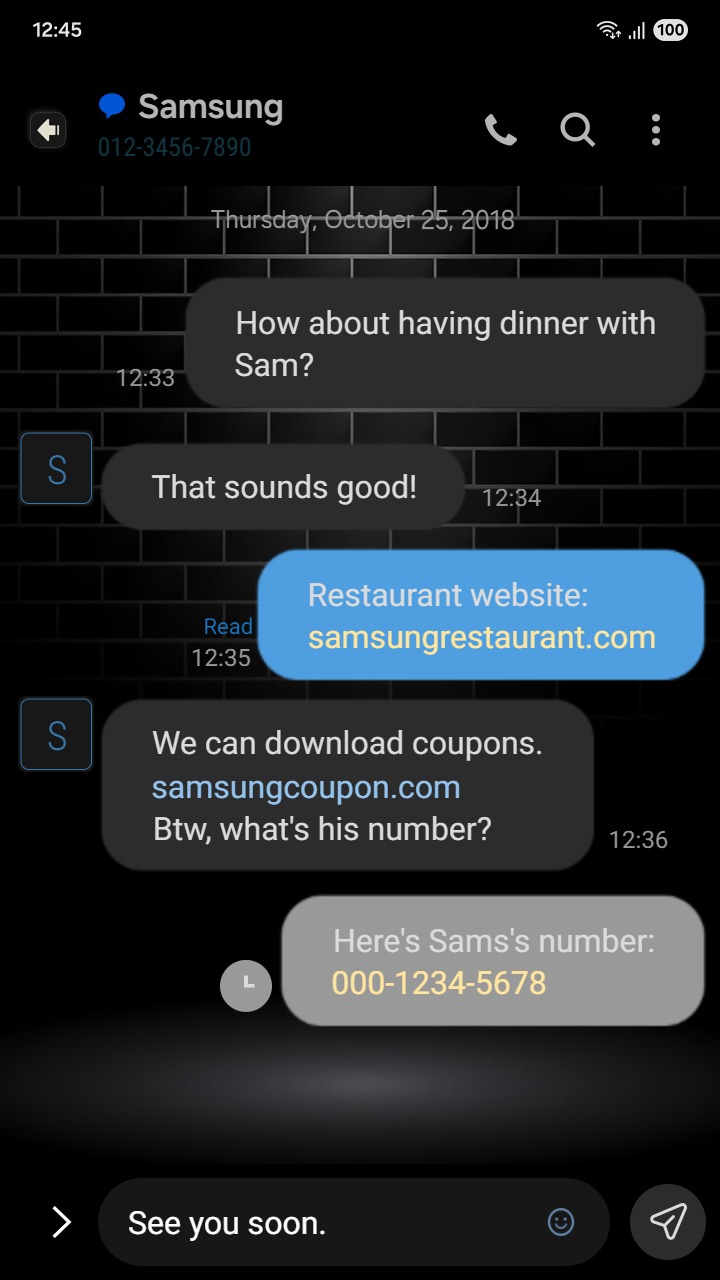 12:45
100
Samsung
012-3456-7890
Thursday, October 25, 2018
How about having dinner with
Sam?
12:33
S
That sounds good!
12:34
Restaurant website:
samsungrestaurant.com
Read
12:35
S
We can download coupons.
samsungcoupon.com
Btw, what's his number?
12:36
Here's Sams's number:
000-1234-5678
See you soon.